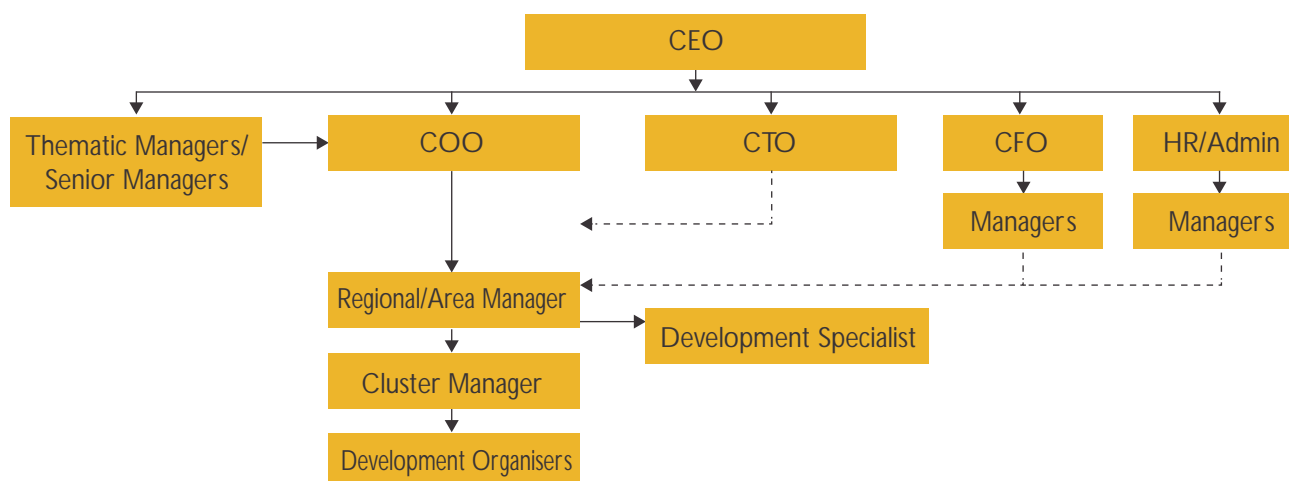 CEO
Thematic Managers/
Senior Managers
COO
CTO
CFO
HR/Admin
Managers
Managers
Regional/Area Manager
Development Specialist
Cluster Manager
Development Organisers